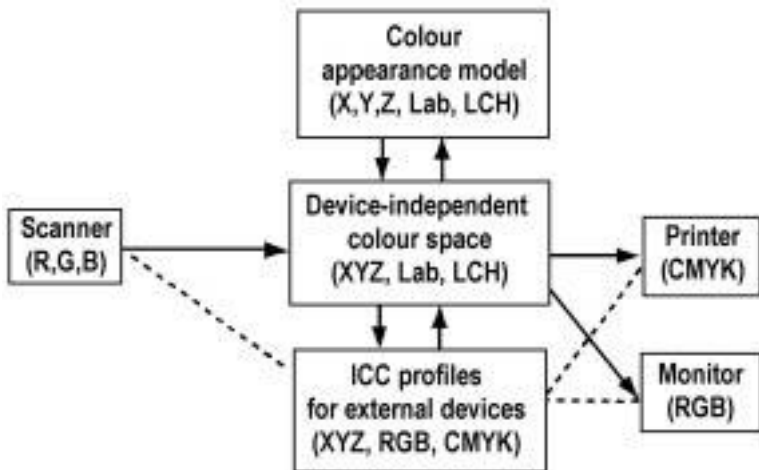 Colour
appearance model
(X,Y,Z, Lab, LCH)
Scanner
(R,G,B)
Device-independent
colour space
(XYZ, Lab, LCH)
Printer
(CMYK)
ICC profiles
for external devices
(XYZ, RGB, CMYK)
Monitor
(RGB)